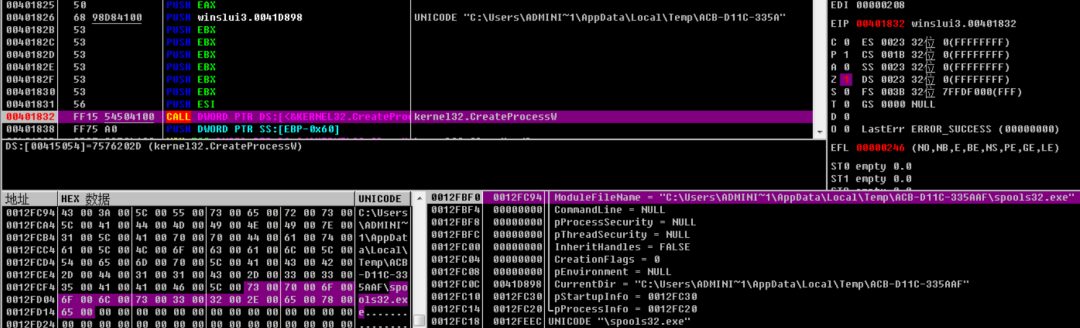 00401825 50 PUSH EAX
00401826 68 98D84100 PUSH winslui3.0041D898 UNICODE "C:\Users\ADMINI~1\AppData\Local\Temp\ACB-D11C-335A"
0040182B 53 PUSH EBX
0040182C 53 PUSH EBX
0040182D 53 PUSH EBX
0040182E 53 PUSH EBX
0040182F 53 PUSH EBX
00401830 53 PUSH EBX
00401831 56 PUSH ESI
00401832 FF15 54504100 CALL DWORD PTR DS:[<&KERNEL32.CreateProc kernel32.CreateProcessW
00401838 FF75 A0 PUSH DWORD PTR SS:[EBP-0x60]
DS:[00415054]=7576202D (kernel32.CreateProcessW)
EDI 00000208
EIP 00401832 winslui3.00401832
C 0 ES 0023 32位 0(FFFFFFFF)
P 1 CS 001B 32位 0(FFFFFFFF)
A 0 SS 0023 32位 0(FFFFFFFF)
Z 1 DS 0023 32位 0(FFFFFFFF)
S 0 FS 003B 32位 7FFDF000(FFF)
T 0 GS 0000 NULL
D 0
O 0 LastErr ERROR_SUCCESS (00000000)
EFL 00000246 (NO,NB,E,BE,NS,PE,GE,LE)
ST0 empty 0.0
ST1 empty 0.0
地址 HEX 数据 UNICODE
0012FC94 43 00 3A 00 5C 00 55 00 73 00 65 00 72 00 73 00 C:\Users
0012FCA4 5C 00 41 00 44 00 4D 00 49 00 4E 00 49 00 7E 00 \ADMINI~
0012FCB4 31 00 5C 00 41 00 70 00 70 00 44 00 61 00 74 00 1\AppDat
0012FCC4 61 00 5C 00 4C 00 6F 00 63 00 61 00 6C 00 5C 00 a\Local\
0012FCD4 54 00 65 00 6D 00 70 00 5C 00 41 00 43 00 42 00 Temp\ACB
0012FCE4 2D 00 44 00 31 00 31 00 43 00 2D 00 33 00 33 00 -D11C-33
0012FCF4 35 00 41 00 41 00 46 00 5C 00 73 00 70 00 6F 00 5AAF\spo
0012FD04 6F 00 6C 00 73 00 33 00 32 00 2E 00 65 00 78 00 ols32.ex
0012FD14 65 00 00 00 00 00 00 00 00 00 00 00 00 00 00 00 e.......
0012FD24 00 00 00 00 00 00 00 00 00 00 00 00 00 00 00 00 ........
0012FBF0 0012FC94 ModuleFileName = "C:\Users\ADMINI~1\AppData\Local\Temp\ACB-D11C-335AAF\spools32.exe"
0012FBF4 00000000 CommandLine = NULL
0012FBF8 00000000 pProcessSecurity = NULL
0012FBFC 00000000 pThreadSecurity = NULL
0012FC00 00000000 InheritHandles = FALSE
0012FC04 00000000 CreationFlags = 0
0012FC08 00000000 pEnvironment = NULL
0012FC0C 0041D898 CurrentDir = "C:\Users\ADMINI~1\AppData\Local\Temp\ACB-D11C-335AAF"
0012FC10 0012FC30 pStartupInfo = 0012FC30
0012FC14 0012FC20 pProcessInfo = 0012FC20
0012FC18 0012FEEC UNICODE "\spools32.exe"